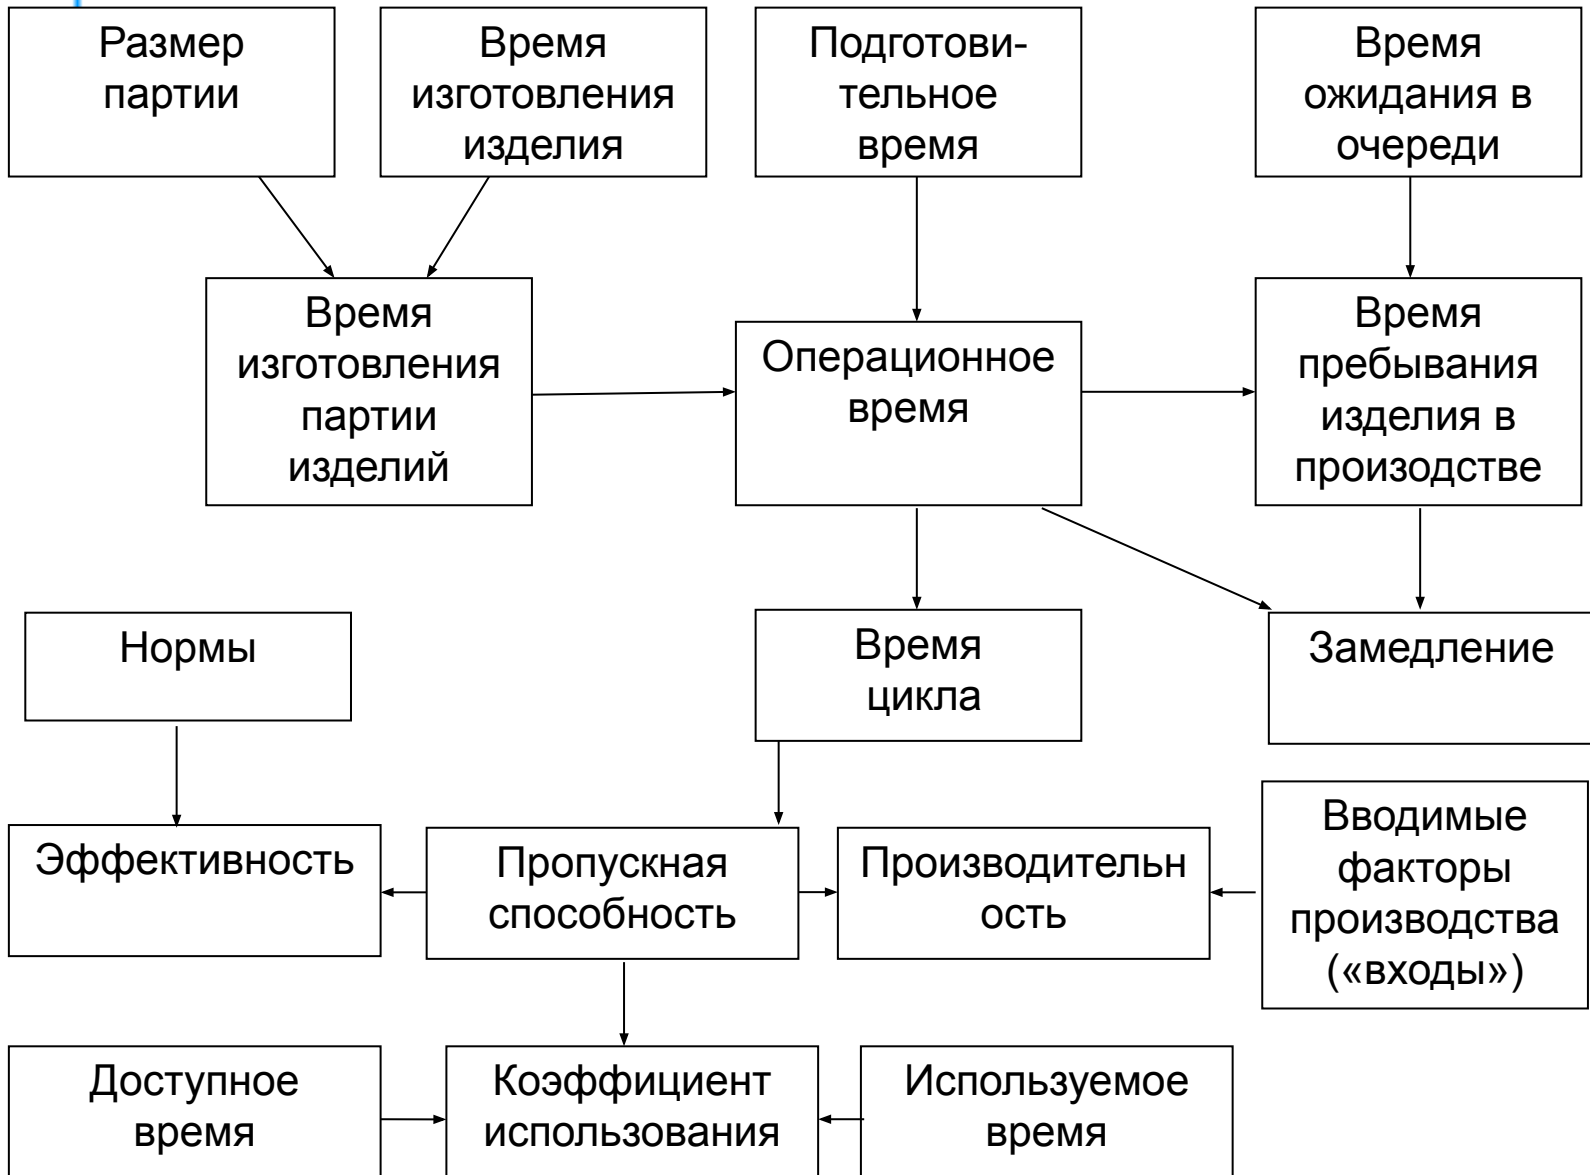 Размер
партии
Время
изготовления
изделия
Подготови-
тельное
время
Время
ожидания в
очереди
Время
изготовления
партии
изделий
Операционное
время
Время
пребывания
изделия в
произодстве
Нормы
Время
цикла
Замедление
Эффективность
Пропускная
способность
Производительн
ость
Вводимые
факторы
производства
(«входы»)
Доступное
время
Коэффициент
использования
Используемое
время